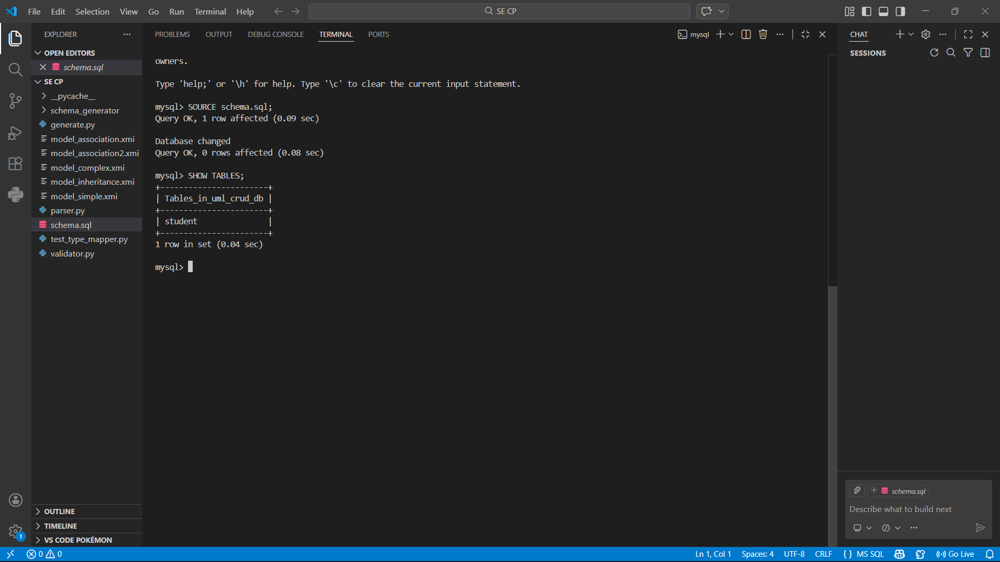 File Edit Selection View Go Run Terminal Help
SE CP
EXPLORER
OPEN EDITORS
schema.sql
SE CP
__pycache__
schema_generator
generate.py
model_association.xmi
model_association2.xmi
model_complex.xmi
model_inheritance.xmi
model_simple.xmi
parser.py
schema.sql
test_type_mapper.py
validator.py
OUTLINE
TIMELINE
VS CODE POKÉMON
1
PROBLEMS OUTPUT DEBUG CONSOLE TERMINAL PORTS
mysql
owners.
Type 'help;' or '\h' for help. Type '\c' to clear the current input statement.
mysql> SOURCE schema.sql;
Query OK, 1 row affected (0.09 sec)
Database changed
Query OK, 0 rows affected (0.08 sec)
mysql> SHOW TABLES;
+-----------------------+
| Tables_in_uml_crud_db |
+-----------------------+
| student               |
+-----------------------+
1 row in set (0.04 sec)
mysql>
CHAT
SESSIONS
schema.sql
Describe what to build next
0 0
Ln 1, Col 1 Spaces: 4 UTF-8 CRLF { } MS SQL Go Live